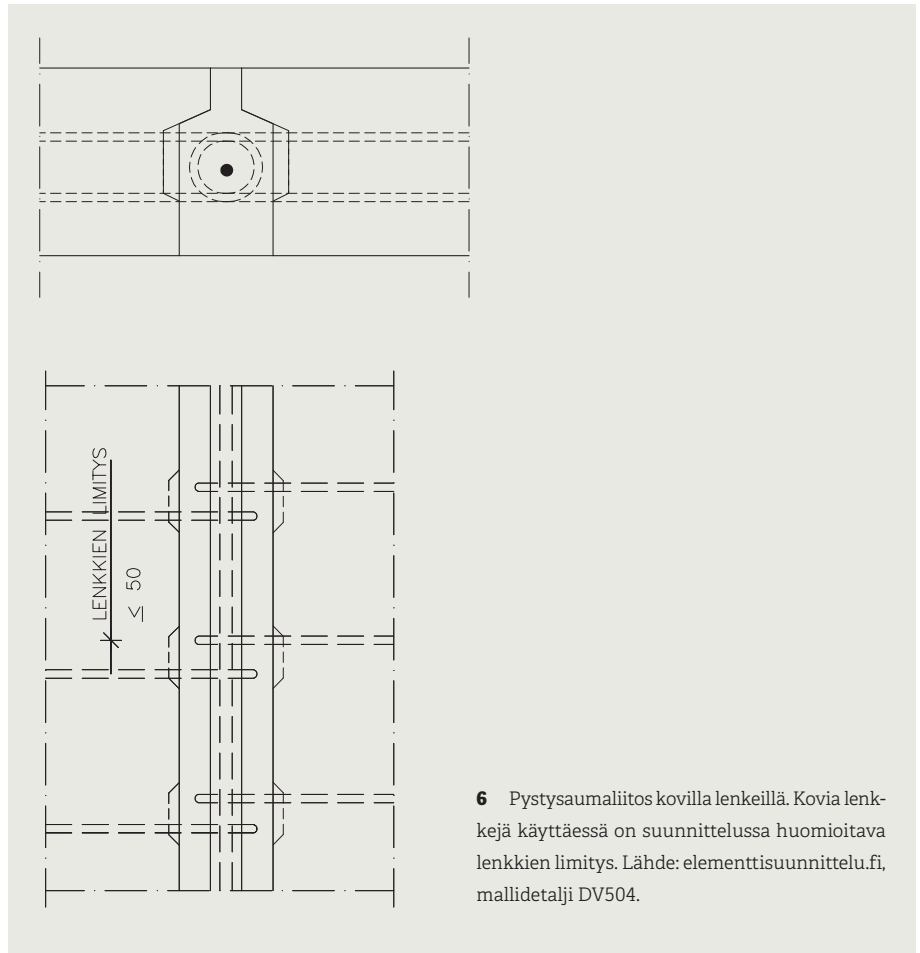 LENKKIEN LIMITYS
≤ 50
6 Pystysaumaliitos kovilla lenkeillä. Kovia lenk-
kejä käyttäessä on suunnittelussa huomioitava
lenkkien limitys. Lähde: elementtisuunnittelu.fi,
mallidetalji DV504.